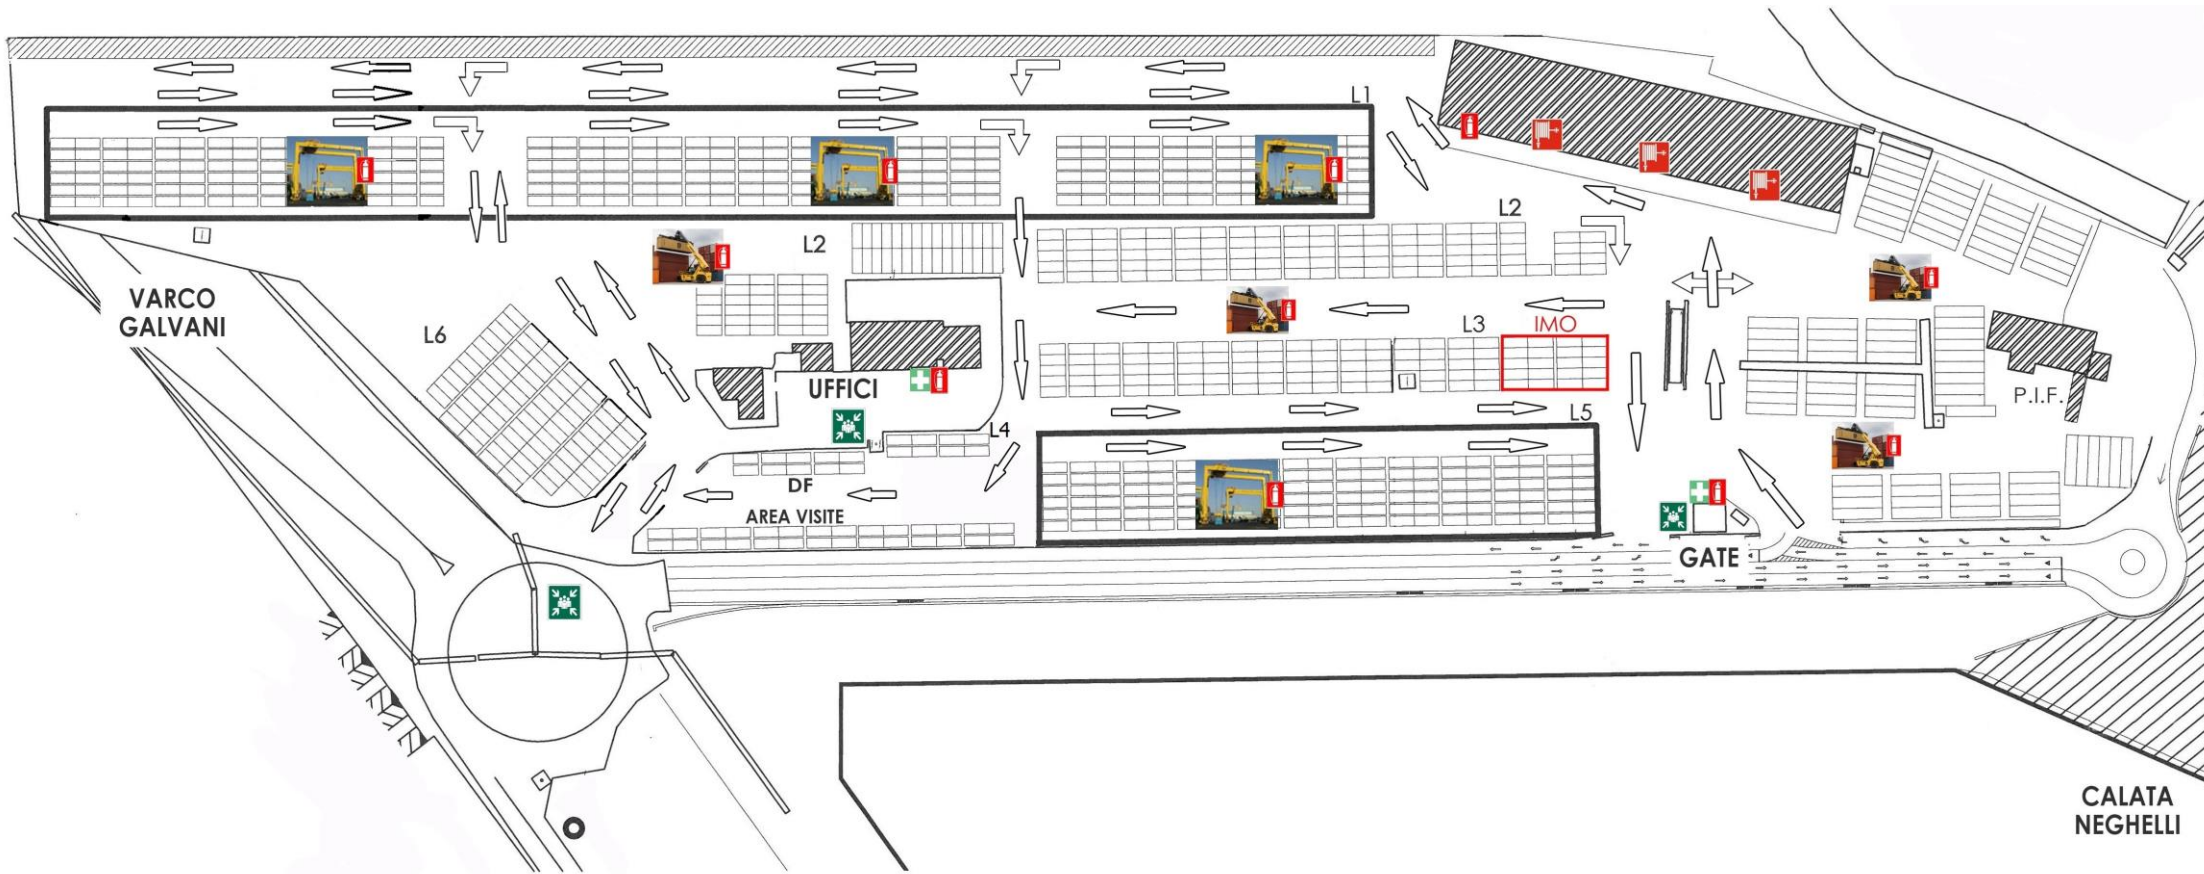 L1
L2
L2
VARCO
GALVANI
L6
L3
IMO
UFFICI
P.I.F.
L5
L4
DF
AREA VISITE
GATE
CALATA
NEGHELLI